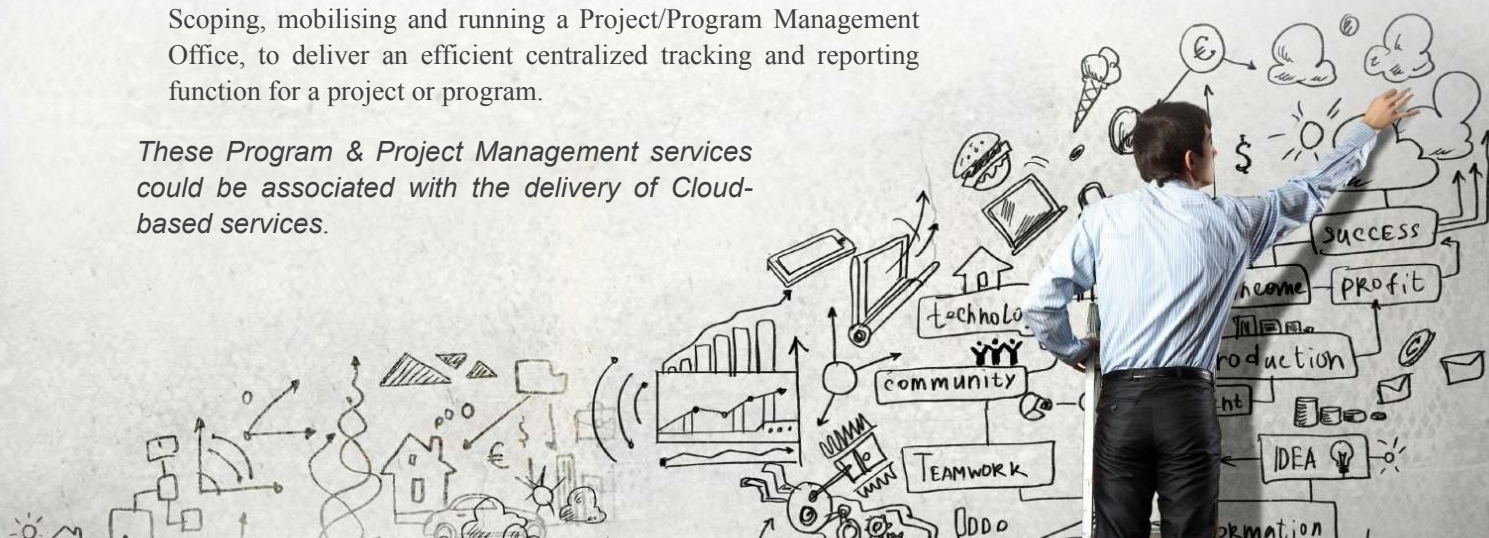 Scoping, mobilising and running a Project/Program Management
Office, to deliver an efficient centralized tracking and reporting
function for a project or program.
These Program & Project Management services
could be associated with the delivery of Cloud-
based services.
$
SUCCESS
PROfit
community
TEAMWORK
IDEA
$
€